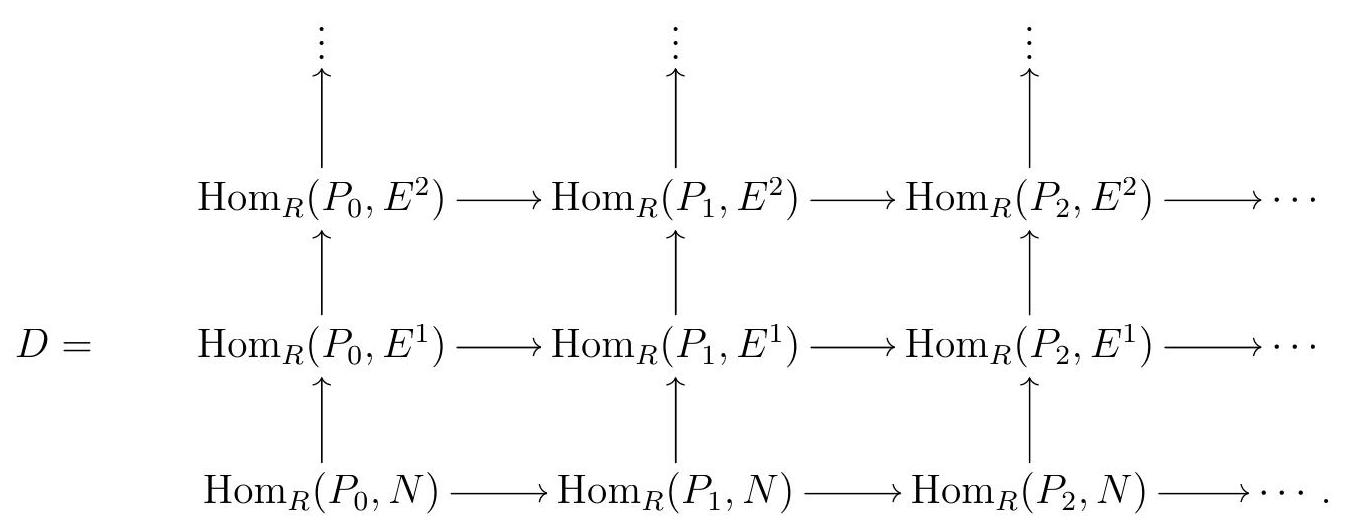 ⋮ ⋮ ⋮
Hom_R(P_0, E^2) ⟶ Hom_R(P_1, E^2) ⟶ Hom_R(P_2, E^2) ⟶ ⋯
D = Hom_R(P_0, E^1) ⟶ Hom_R(P_1, E^1) ⟶ Hom_R(P_2, E^1) ⟶ ⋯
Hom_R(P_0, N) ⟶ Hom_R(P_1, N) ⟶ Hom_R(P_2, N) ⟶ ⋯ .